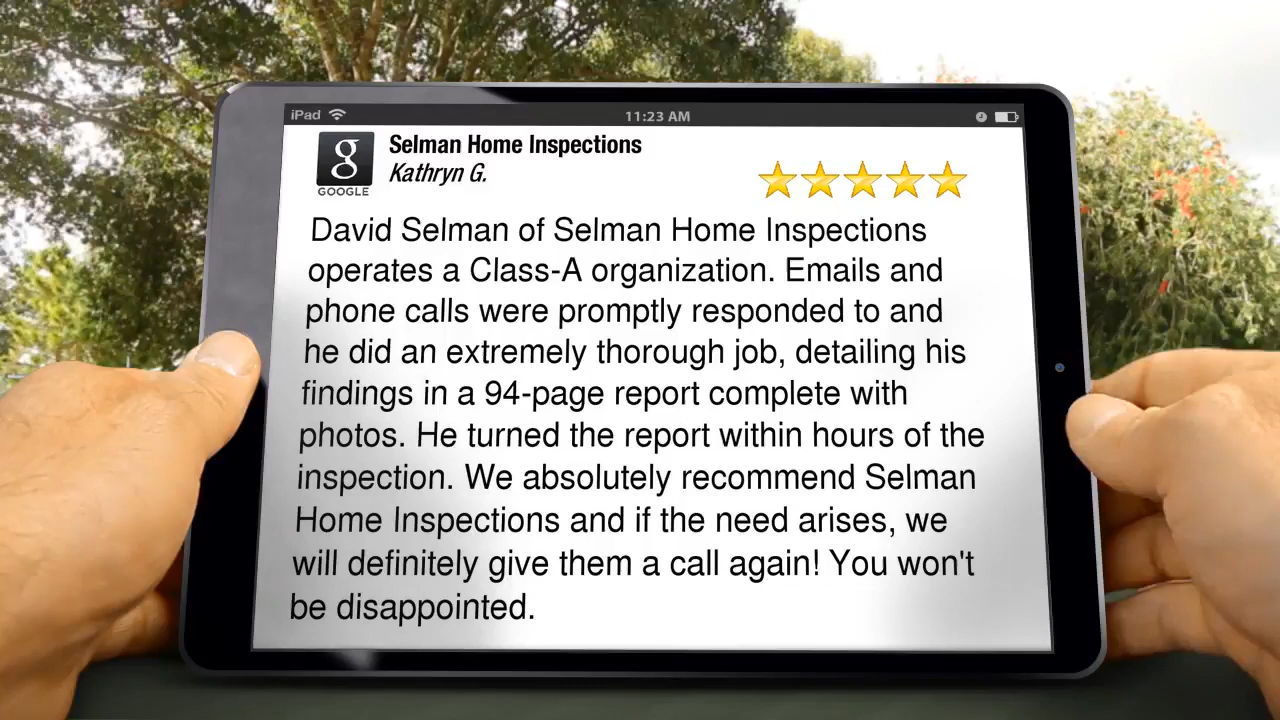 iPad 11:23 AM
g
GOOGLE
Selman Home Inspections
Kathryn G.
David Selman of Selman Home Inspections
operates a Class-A organization. Emails and
phone calls were promptly responded to and
he did an extremely thorough job, detailing his
findings in a 94-page report complete with
photos. He turned the report within hours of the
inspection. We absolutely recommend Selman
Home Inspections and if the need arises, we
will definitely give them a call again! You won't
be disappointed.